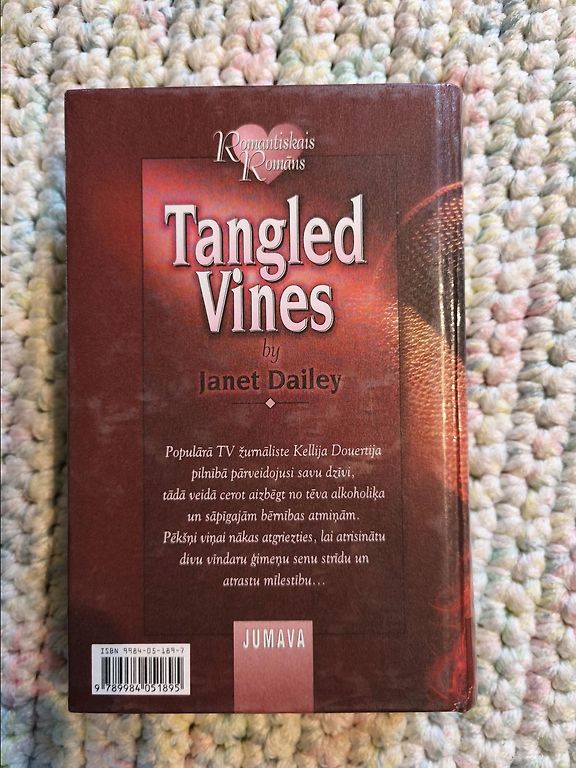 Romantiskais
Romāns
Tangled
Vines
by
Janet Dailey
Populārā TV žurnāliste Kellija Douertija
pilnībā pārveidojusi savu dzīvi,
tādā veidā cerot aizbēgt no tēva alkoholiķa
un sāpīgajām bērnības atmiņām.
Pēkšņi viņai nākas atgriezties, lai atrisinātu
divu vīndaru ģimeņu senu strīdu un
atrastu mīlestību...
ISBN 9984-05-189-7
9 789984 051895
JUMAVA